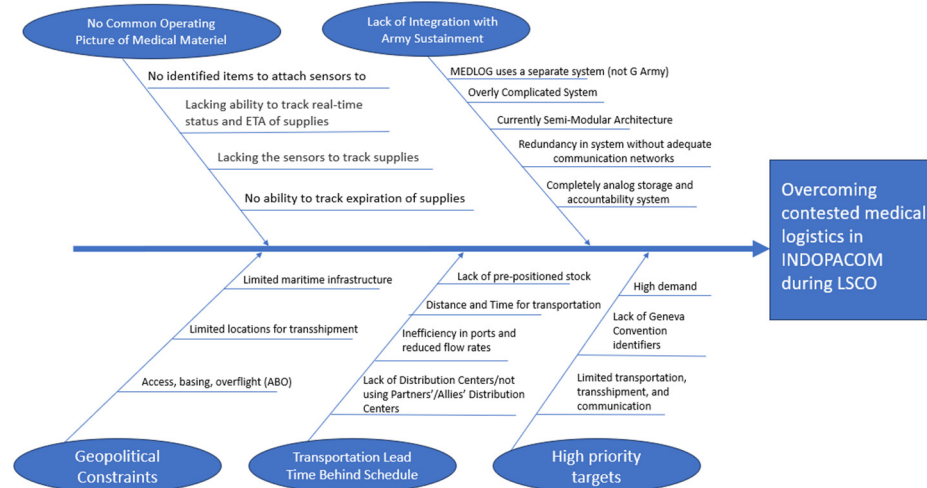 No Common Operating
Picture of Medical Materiel
No identified items to attach sensors to
Lacking ability to track real-time
status and ETA of supplies
Lacking the sensors to track supplies
No ability to track expiration of supplies
Lack of Integration with
Army Sustainment
MEDLOG uses a separate system (not G Army)
Overly Complicated System
Currently Semi-Modular Architecture
Redundancy in system without adequate
communication networks
Completely analog storage and
accountability system
Overcoming
contested medical
logistics in
INDOPACOM
during LSCO
Limited maritime infrastructure
Limited locations for transshipment
Access, basing, overflight (ABO)
Geopolitical
Constraints
Lack of pre-positioned stock
Distance and Time for transportation
Inefficiency in ports and
reduced flow rates
Lack of Distribution Centers/not
using Partners’/Allies’ Distribution
Centers
Transportation Lead
Time Behind Schedule
High demand
Lack of Geneva
Convention
identifiers
Limited transportation,
transshipment, and
communication
High priority
targets